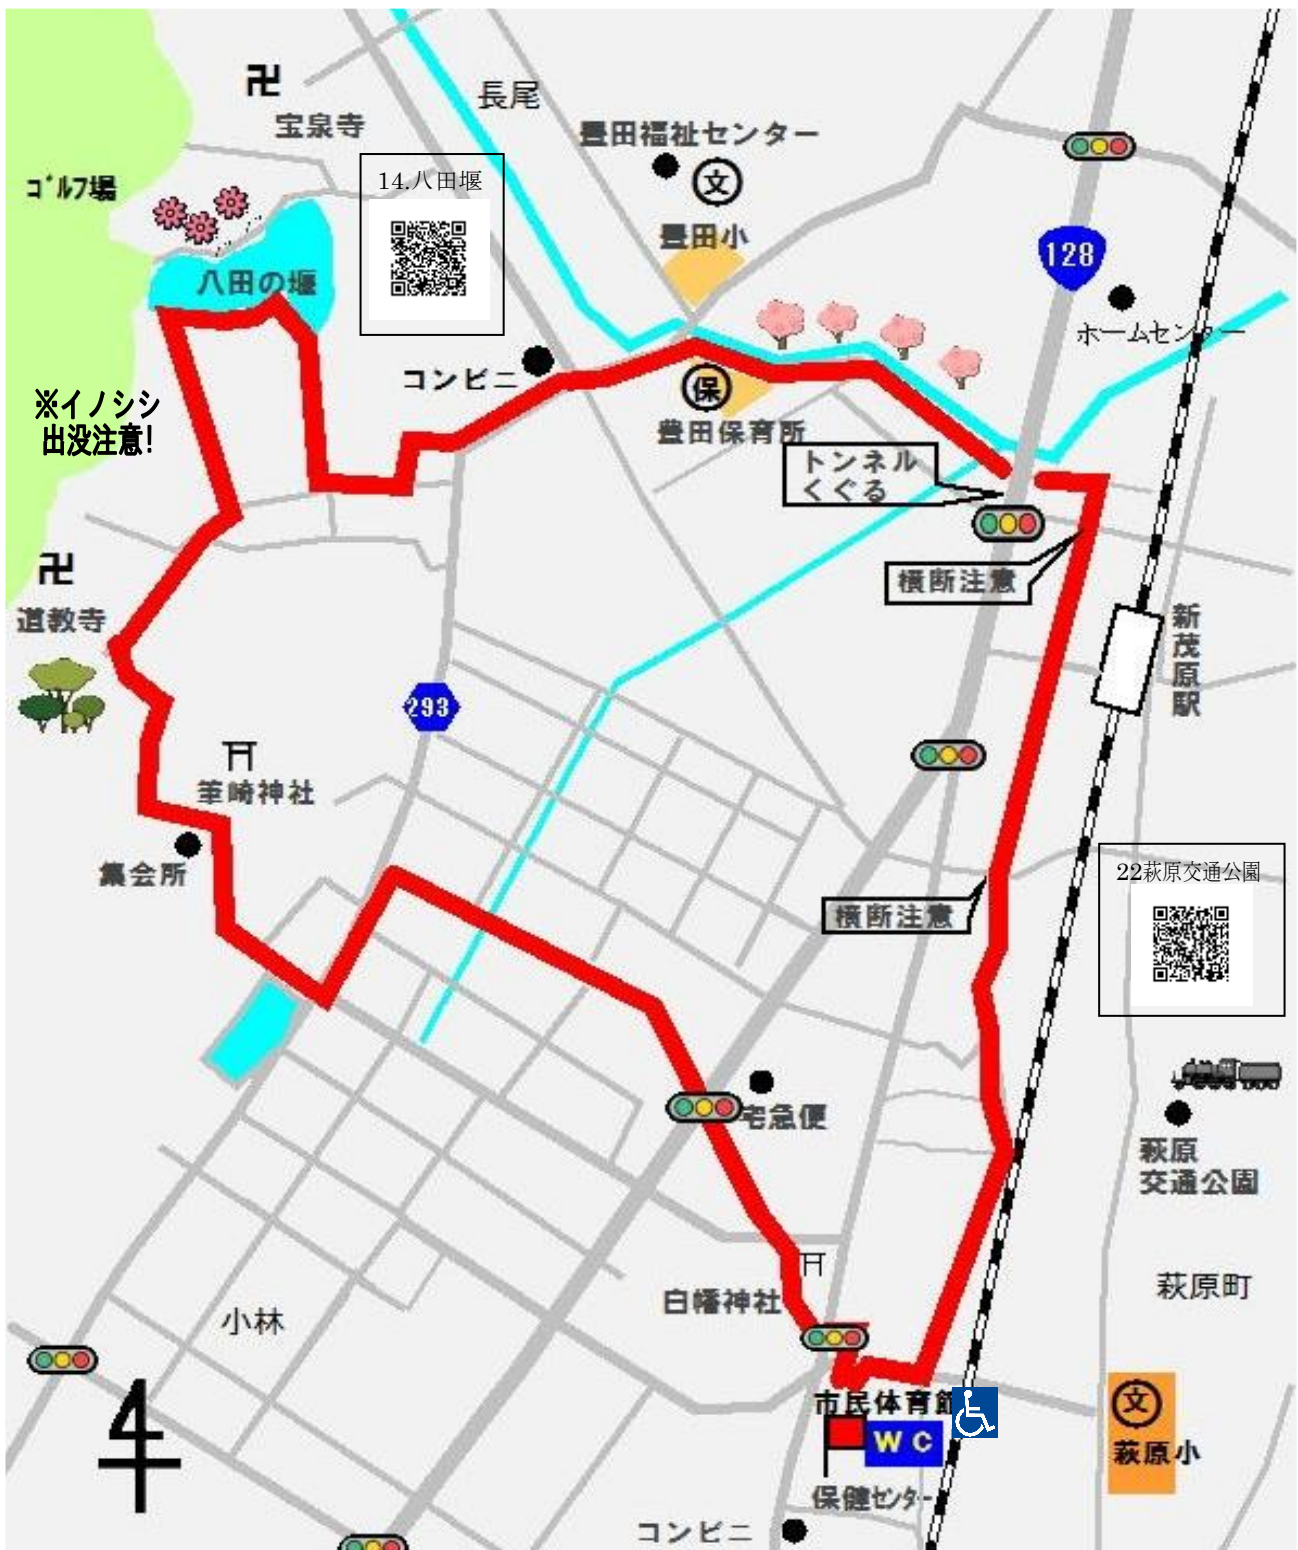 長尾
宝泉寺
豊田福祉センター
文
14.八田堰
ゴルフ場
豊田小
128
八田の堰
ホームセンター
コンビニ
保
※イノシシ
出没注意!
豊田保育所
トンネル
くぐる
横断注意
道教寺
新茂原駅
293
筆崎神社
集会所
22萩原交通公園
横断注意
宅急便
萩原
交通公園
萩原町
白幡神社
小林
市民体育館
文
WC
萩原小
保健センター
コンビニ